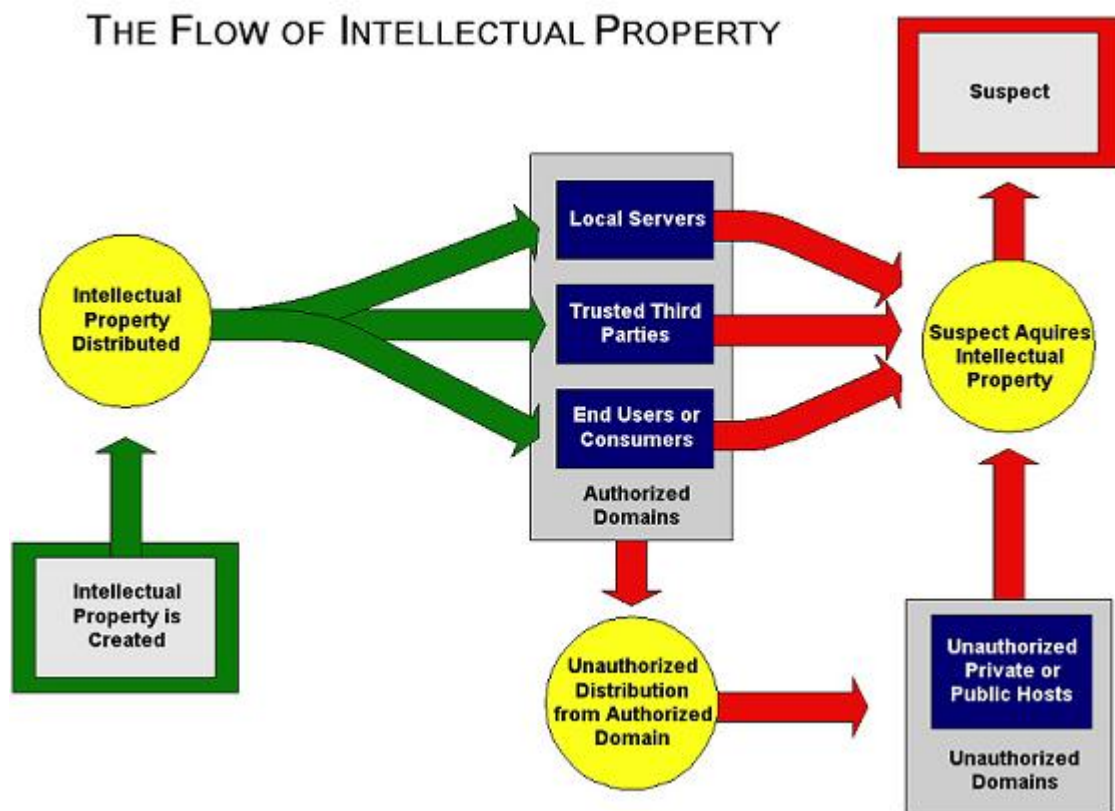 THE FLOW OF INTELLECTUAL PROPERTY
Suspect
Local Servers
Intellectual
Property
Distributed
Trusted Third
Parties
Suspect Aquires
Intellectual
Property
End Users or
Consumers
Authorized
Domains
Intellectual
Property is
Created
Unauthorized
Distribution
from Authorized
Domain
Unauthorized
Private or
Public Hosts
Unauthorized
Domains